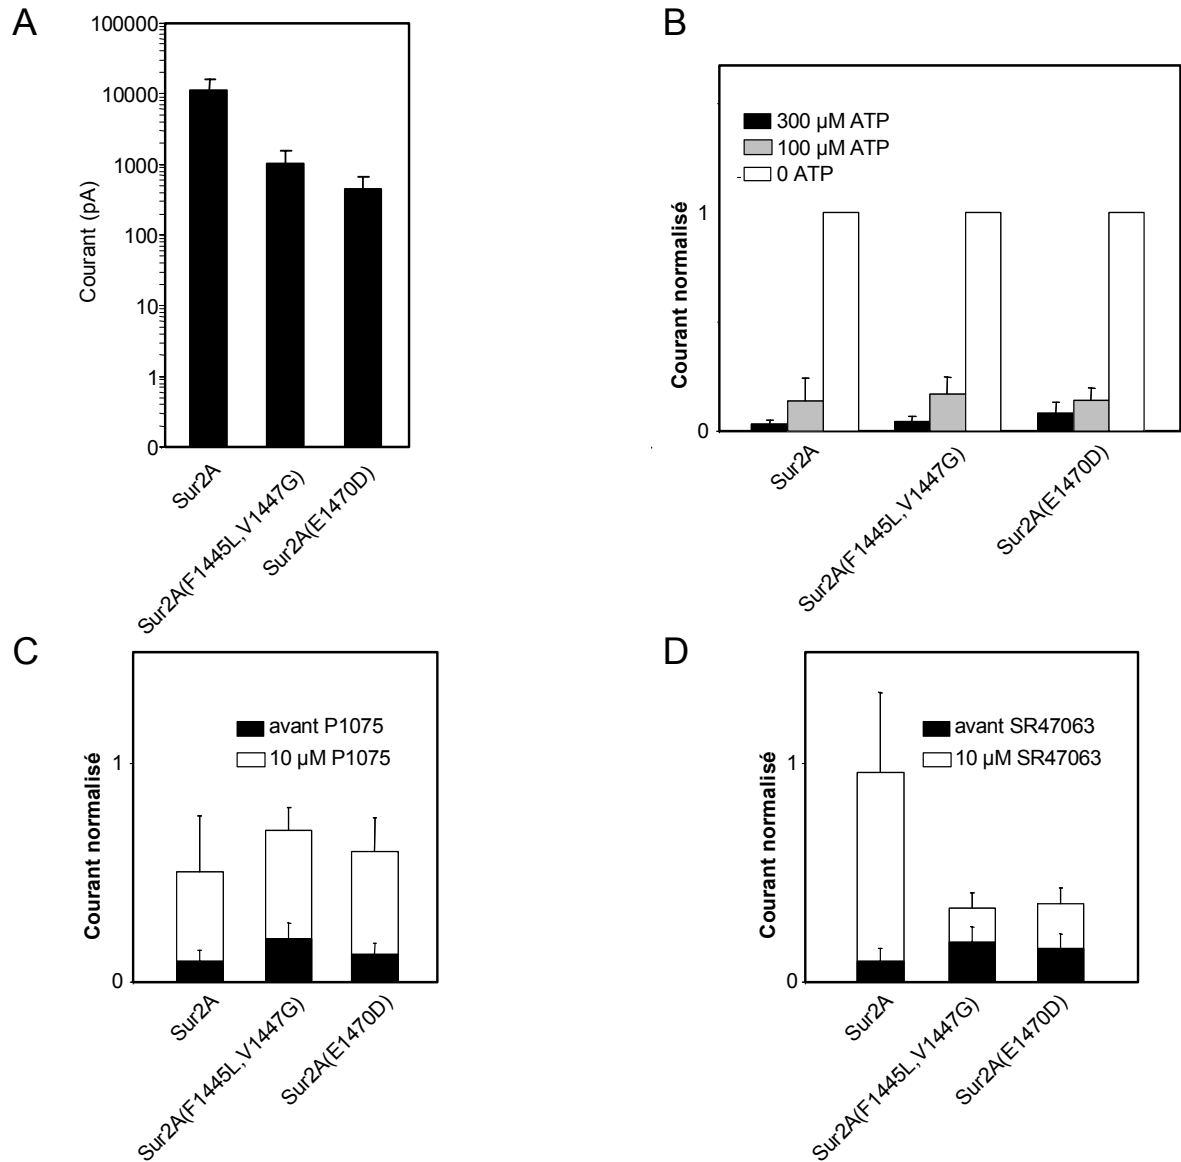 A
100000
10000
1000
100
10
1
0
Courant (pA)
Sur2A
Sur2A(F1445L,V1447G)
Sur2A(E1470D)
B
300 µM ATP
100 µM ATP
0 ATP
1
0
Courant normalisé
Sur2A
Sur2A(F1445L,V1447G)
Sur2A(E1470D)
C
avant P1075
10 µM P1075
1
0
Courant normalisé
Sur2A
Sur2A(F1445L,V1447G)
Sur2A(E1470D)
D
avant SR47063
10 µM SR47063
1
0
Courant normalisé
Sur2A
Sur2A(F1445L,V1447G)
Sur2A(E1470D)